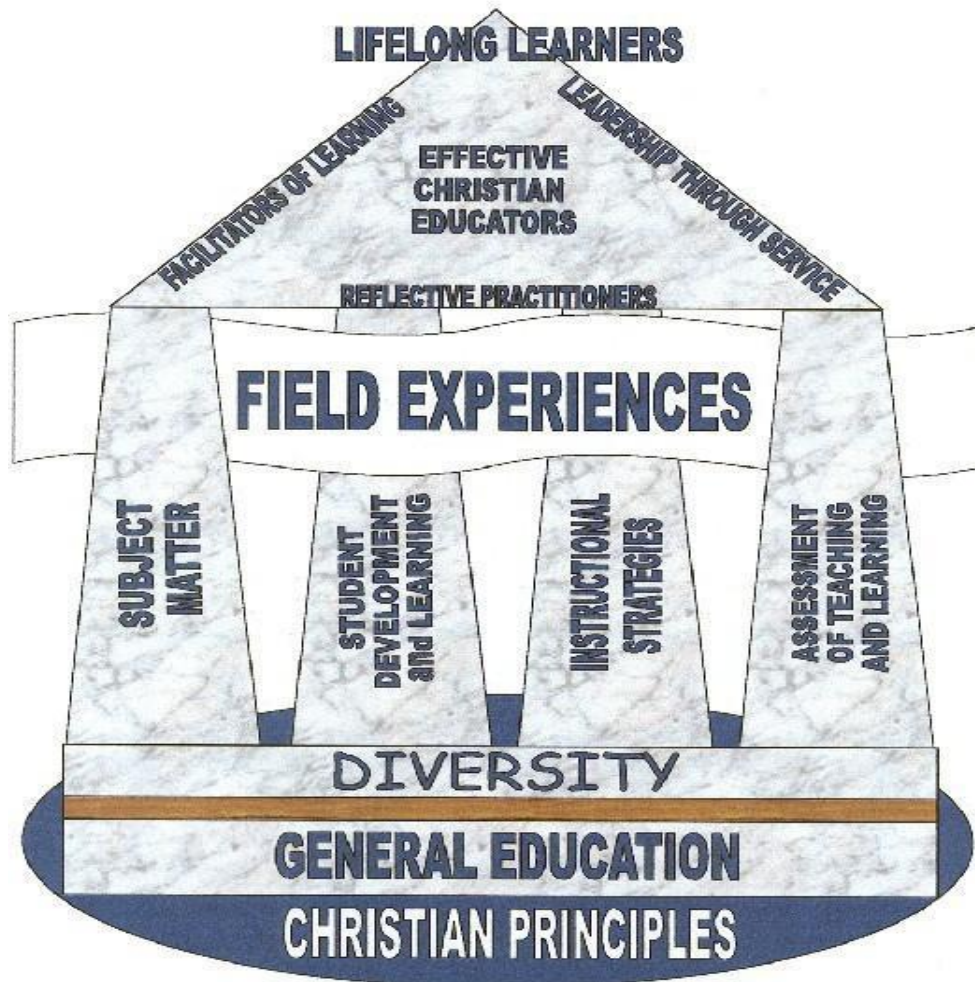 LIFELONG LEARNERS
FACILITATORS OF LEARNING
LEADERSHIP THROUGH SERVICE
EFFECTIVE
CHRISTIAN
EDUCATORS
REFLECTIVE PRACTITIONERS
FIELD EXPERIENCES
SUBJECT
MATTER
STUDENT
DEVELOPMENT
and LEARNING
INSTRUCTIONAL
STRATEGIES
ASSESSMENT
OF TEACHING
AND LEARNING
DIVERSITY
GENERAL EDUCATION
CHRISTIAN PRINCIPLES